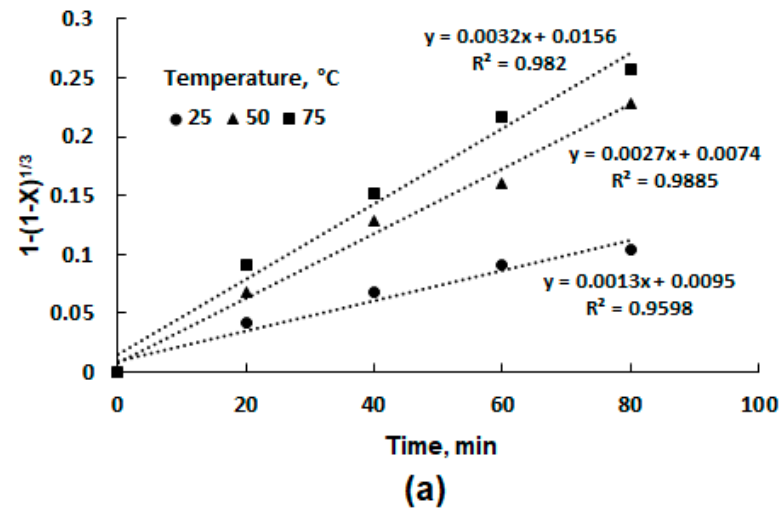 0.3
0.25
0.2
0.15
0.1
0.05
0
1-(1-X)^1/3
Temperature, °C
● 25 ▲ 50 ■ 75
y = 0.0032x + 0.0156
R² = 0.982
y = 0.0027x + 0.0074
R² = 0.9885
y = 0.0013x + 0.0095
R² = 0.9598
0 20 40 60 80 100
Time, min
(a)